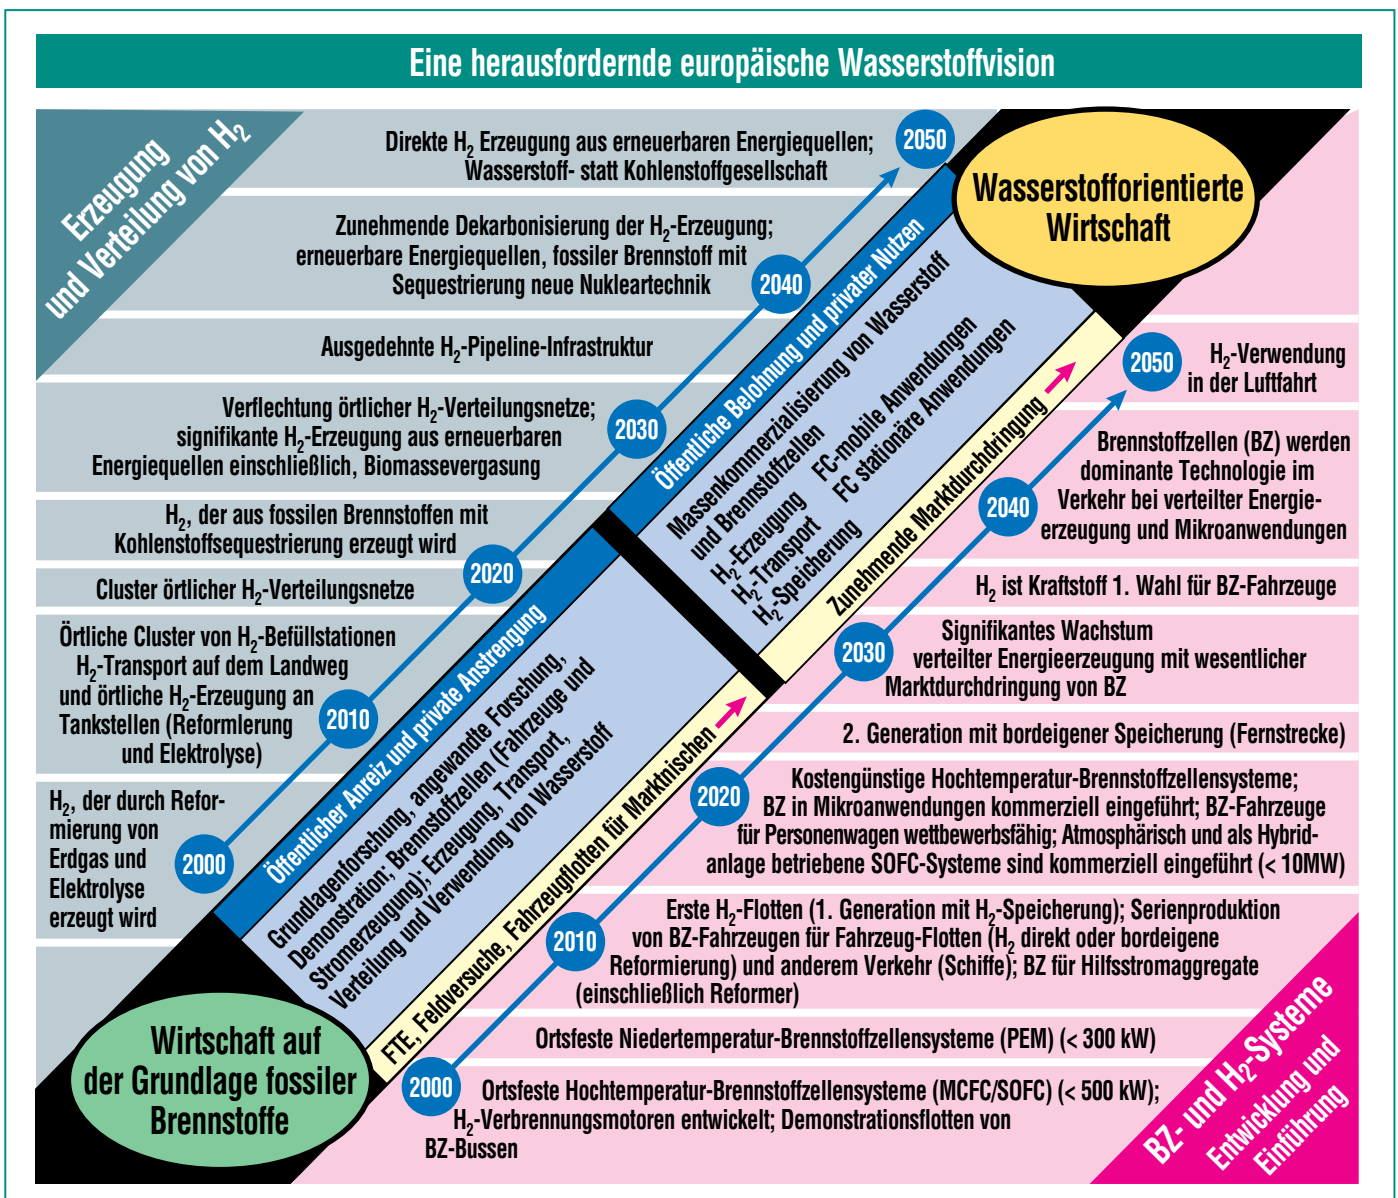 Eine herausfordernde europäische Wasserstoffvision
Erzeugung
und Verteilung von H₂
Direkte H₂ Erzeugung aus erneuerbaren Energiequellen;
Wasserstoff- statt Kohlenstoffgesellschaft
2050
Zunehmende Dekarbonisierung der H₂-Erzeugung;
erneuerbare Energiequellen, fossiler Brennstoff mit
Sequestrierung neue Nukleartechnik
2040
Ausgedehnte H₂-Pipeline-Infrastruktur
Verflechtung örtlicher H₂-Verteilungsnetze;
signifikante H₂-Erzeugung aus erneuerbaren
Energiequellen einschließlich, Biomassevergasung
2030
H₂, der aus fossilen Brennstoffen mit
Kohlenstoffsequestrierung erzeugt wird
2020
Cluster örtlicher H₂-Verteilungsnetze
Örtliche Cluster von H₂-Befüllstationen
H₂-Transport auf dem Landweg
und örtliche H₂-Erzeugung an
Tankstellen (Reformlerung
und Elektrolyse)
2010
H₂, der durch Refor-
mierung von
Erdgas und
Elektrolyse
erzeugt wird
2000
Wasserstofforientierte
Wirtschaft
Öffentliche Belohnung und privater Nutzen
Massenkommerzialisierung von Wasserstoff
und Brennstoffzellen
H₂-Erzeugung
H₂-Transport
H₂-Speicherung
FC-mobile Anwendungen
FC stationäre Anwendungen
Zunehmende Marktdurchdringung
Öffentlicher Anreiz und private Anstrengung
Grundlagenforschung, angewandte Forschung,
Demonstration; Brennstoffzellen (Fahrzeuge und
Stromerzeugung); Erzeugung, Transport,
Verteilung und Verwendung von Wasserstoff
FTE, Feldversuche, Fahrzeugflotten für Marktnischen
Wirtschaft auf
der Grundlage fossiler
Brennstoffe
2050
H₂-Verwendung
in der Luftfahrt
Brennstoffzellen (BZ) werden
dominante Technologie im
Verkehr bei verteilter Energie-
erzeugung und Mikroanwendungen
2040
H₂ ist Kraftstoff 1. Wahl für BZ-Fahrzeuge
Signifikantes Wachstum
verteilter Energieerzeugung mit wesentlicher
Marktdurchdringung von BZ
2030
2. Generation mit bordeigener Speicherung (Fernstrecke)
2020
Kostengünstige Hochtemperatur-Brennstoffzellensysteme;
BZ in Mikroanwendungen kommerziell eingeführt; BZ-Fahrzeuge
für Personenwagen wettbewerbsfähig; Atmosphärisch und als Hybrid-
anlage betriebene SOFC-Systeme sind kommerziell eingeführt (< 10MW)
Erste H₂-Flotten (1. Generation mit H₂-Speicherung); Serienproduktion
von BZ-Fahrzeugen für Fahrzeug-Flotten (H₂ direkt oder bordeigene
Reformierung) und anderem Verkehr (Schiffe); BZ für Hilfsstromaggregate
(einschließlich Reformer)
2010
Ortsfeste Niedertemperatur-Brennstoffzellensysteme (PEM) (< 300 kW)
2000
Ortsfeste Hochtemperatur-Brennstoffzellensysteme (MCFC/SOFC) (< 500 kW);
H₂-Verbrennungsmotoren entwickelt; Demonstrationsflotten von
BZ-Bussen
BZ- und H₂-Systeme
Entwicklung und
Einführung